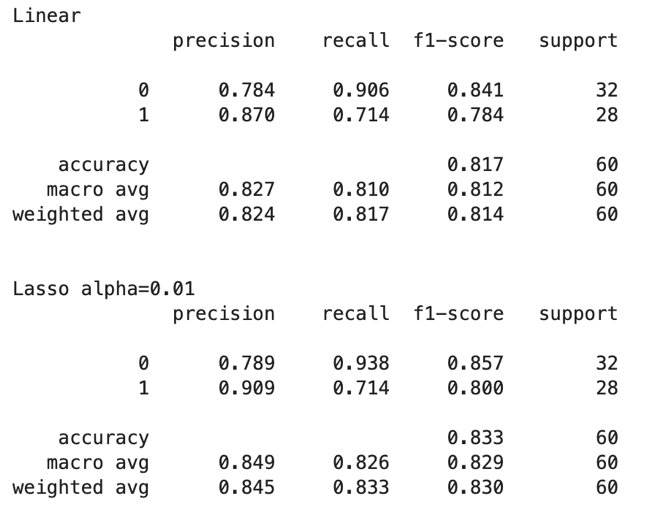 Linear
precision recall f1-score support
0 0.784 0.906 0.841 32
1 0.870 0.714 0.784 28
accuracy 0.817 60
macro avg 0.827 0.810 0.812 60
weighted avg 0.824 0.817 0.814 60
Lasso alpha=0.01
precision recall f1-score support
0 0.789 0.938 0.857 32
1 0.909 0.714 0.800 28
accuracy 0.833 60
macro avg 0.849 0.826 0.829 60
weighted avg 0.845 0.833 0.830 60